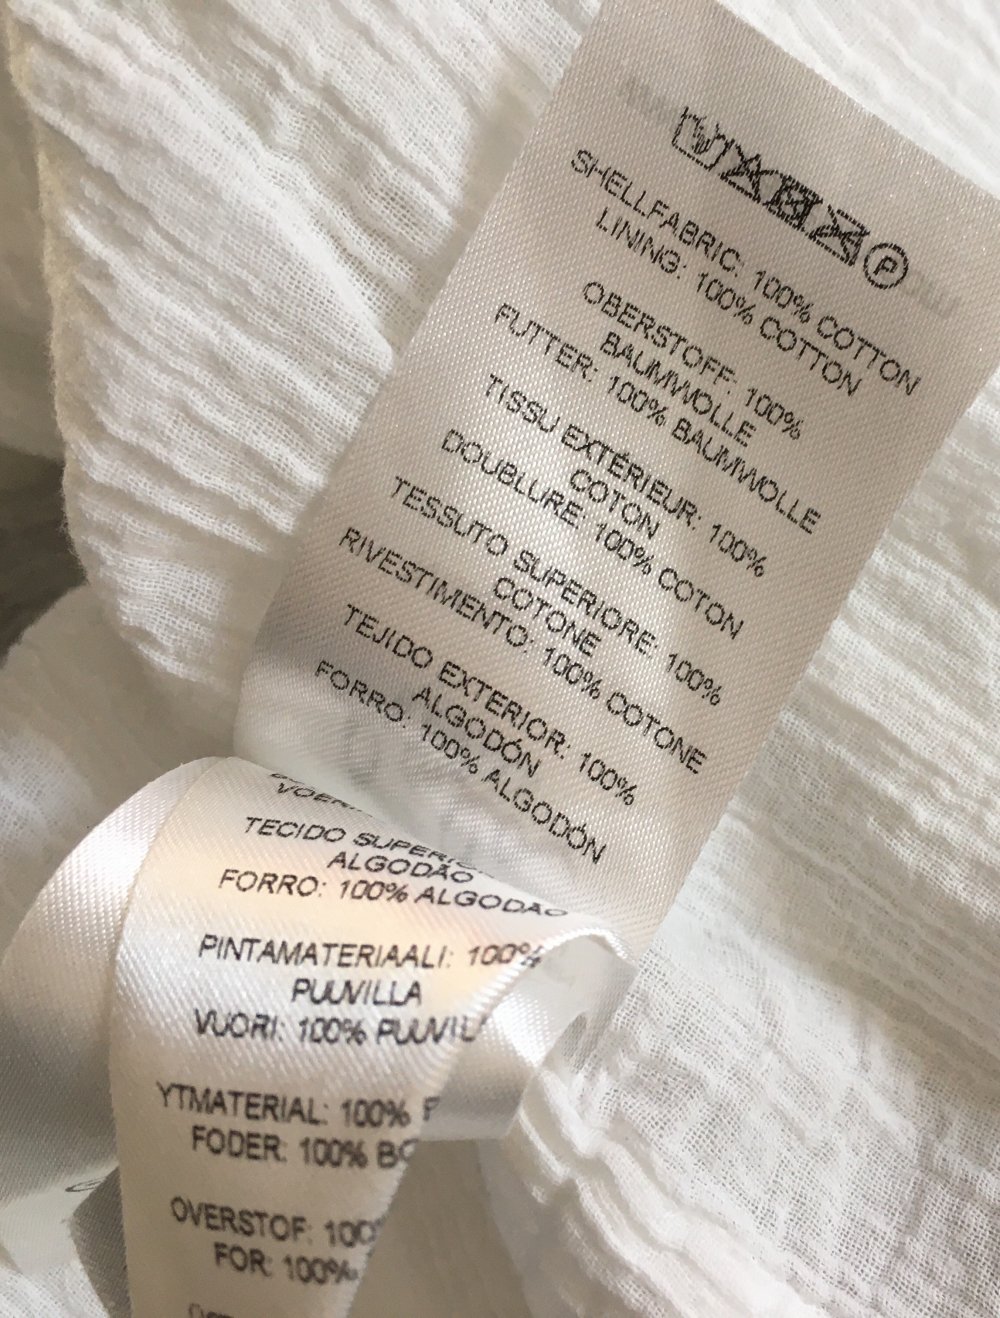 P
SHELLFABRIC: 100% COTTON
LINING: 100% COTTON
OBERSTOFF: 100%
BAUMWOLLE
FUTTER: 100% BAUMWOLLE
TISSU EXTÉRIEUR: 100%
COTON
DOUBLURE: 100% COTON
TESSUTO SUPERIORE: 100%
COTONE
RIVESTIMENTO: 100% COTONE
TEJIDO EXTERIOR: 100%
ALGODÓN
FORRO: 100% ALGODÓN
TECIDO
ALGODÃO
FORRO: 100% ALGODÃO
PINTAMATERIAALI: 100%
PUUVILLA
VUORI: 100%
YTMATERIAL: 100%
FODER: 100%
OVERSTOF:
FOR: 100%